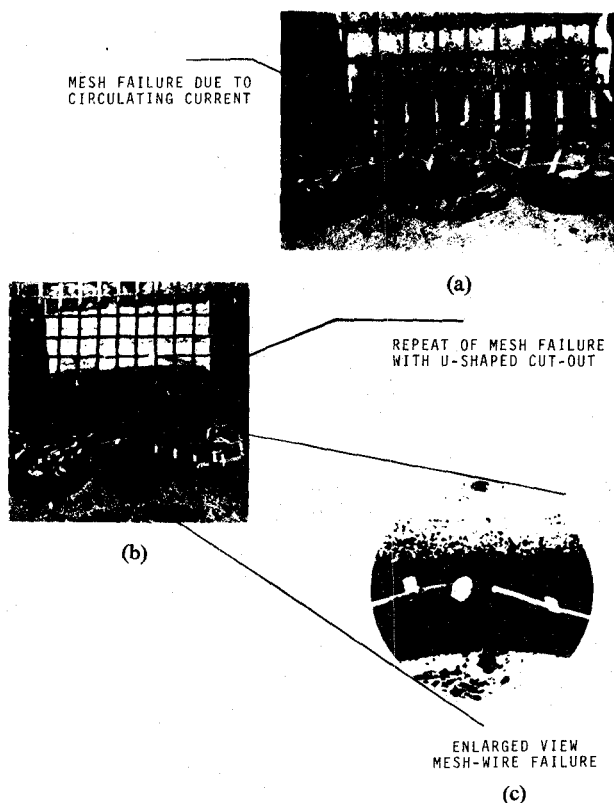 MESH FAILURE DUE TO
CIRCULATING CURRENT
(a)
REPEAT OF MESH FAILURE
WITH U-SHAPED CUT-OUT
(b)
ENLARGED VIEW
MESH-WIRE FAILURE
(c)